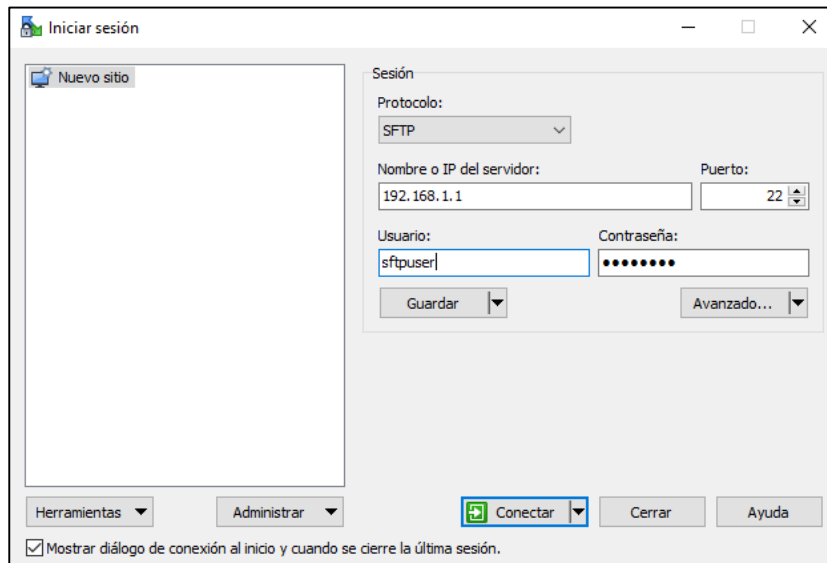 Iniciar sesión
Nuevo sitio
Sesión
Protocolo:
SFTP
Nombre o IP del servidor:
Puerto:
192.168.1.1
22
Usuario:
Contraseña:
sftpuser
●●●●●●●●
Guardar
Avanzado...
Herramientas
Administrar
Conectar
Cerrar
Ayuda
Mostrar diálogo de conexión al inicio y cuando se cierre la última sesión.